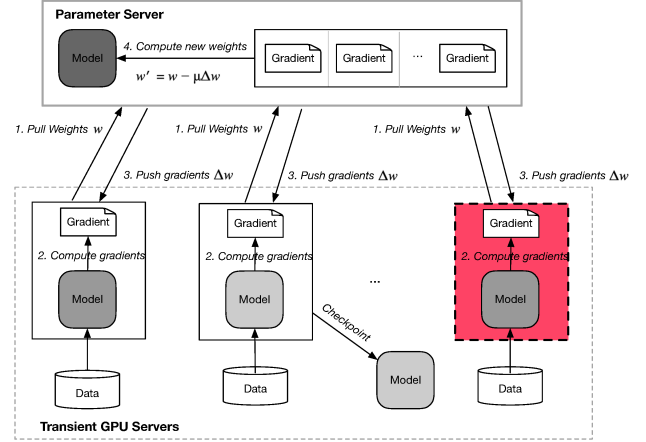 Parameter Server
Model
4. Compute new weights
w′ = w − μΔw
Gradient
Gradient
...
Gradient
1. Pull Weights w
3. Push gradients Δw
1. Pull Weights w
3. Push gradients Δw
1. Pull Weights w
3. Push gradients Δw
Gradient
2. Compute gradients
Model
Data
Gradient
2. Compute gradients
Model
Data
Checkpoint
Model
...
Gradient
2. Compute gradients
Model
Data
Transient GPU Servers